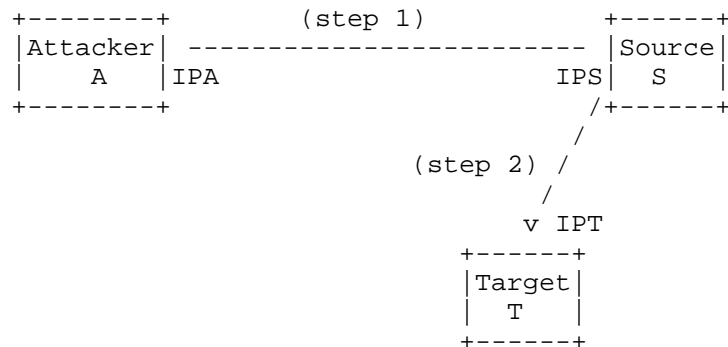 +--------+       (step 1)          +------+
|Attacker| ------------------------- |Source|
|    A   |IPA                    IPS|  S   |
+--------+                        /+------+
/
(step 2) /
/
v IPT
+------+
|Target|
|  T   |
+------+